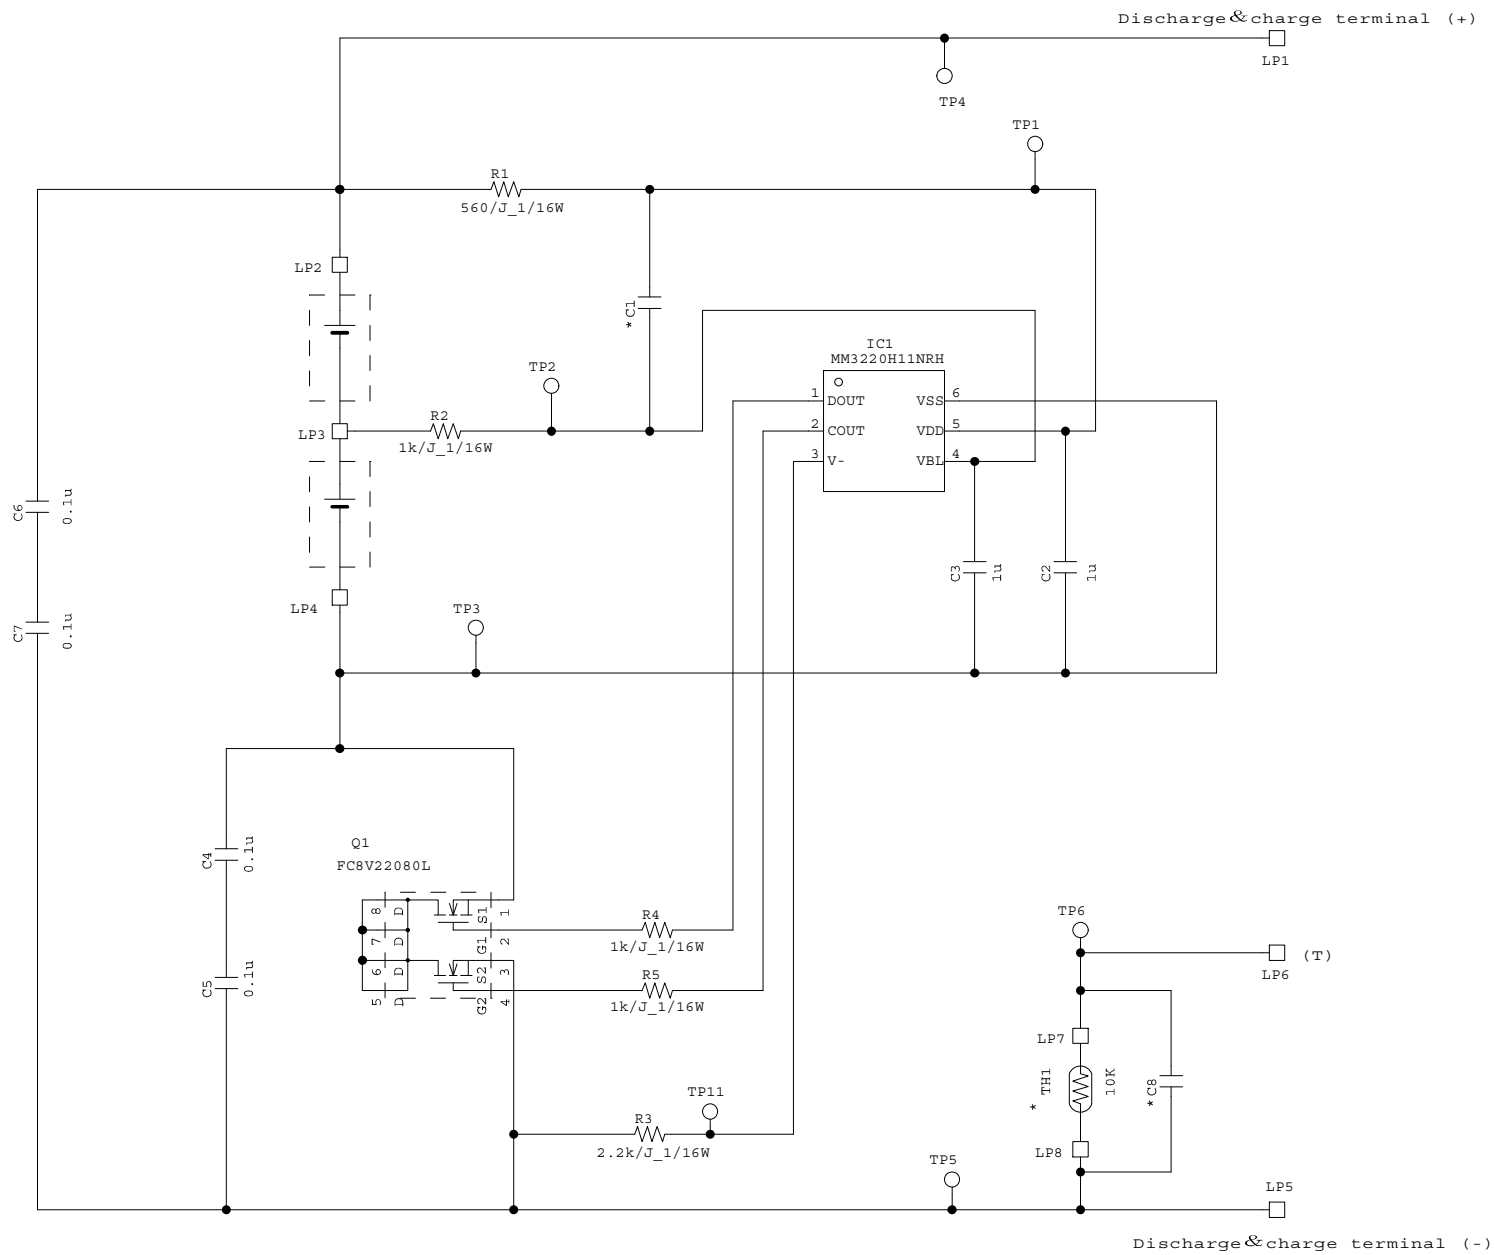 Discharge&charge terminal (+)
LP1
TP4
TP1
R1
560/J_1/16W
LP2
*C1
IC1
MM3220H11NRH
TP2
1 DOUT VSS 6
R2
2 COUT VDD 5
LP3
1k/J_1/16W
3 V- VBL 4
C6 0.1u
C3 1u
C2 1u
LP4
TP3
C7 0.1u
Q1
FC8V22080L
C4 0.1u
8 D S1 1
R4
TP6
7 D G1 2
1k/J_1/16W
(T)
6 D S2 3
R5
LP6
C5 0.1u
5 D G2 4
1k/J_1/16W
LP7
* TH1 10K
*C8
TP11
R3
2.2k/J_1/16W
LP8
TP5
LP5
Discharge&charge terminal (-)